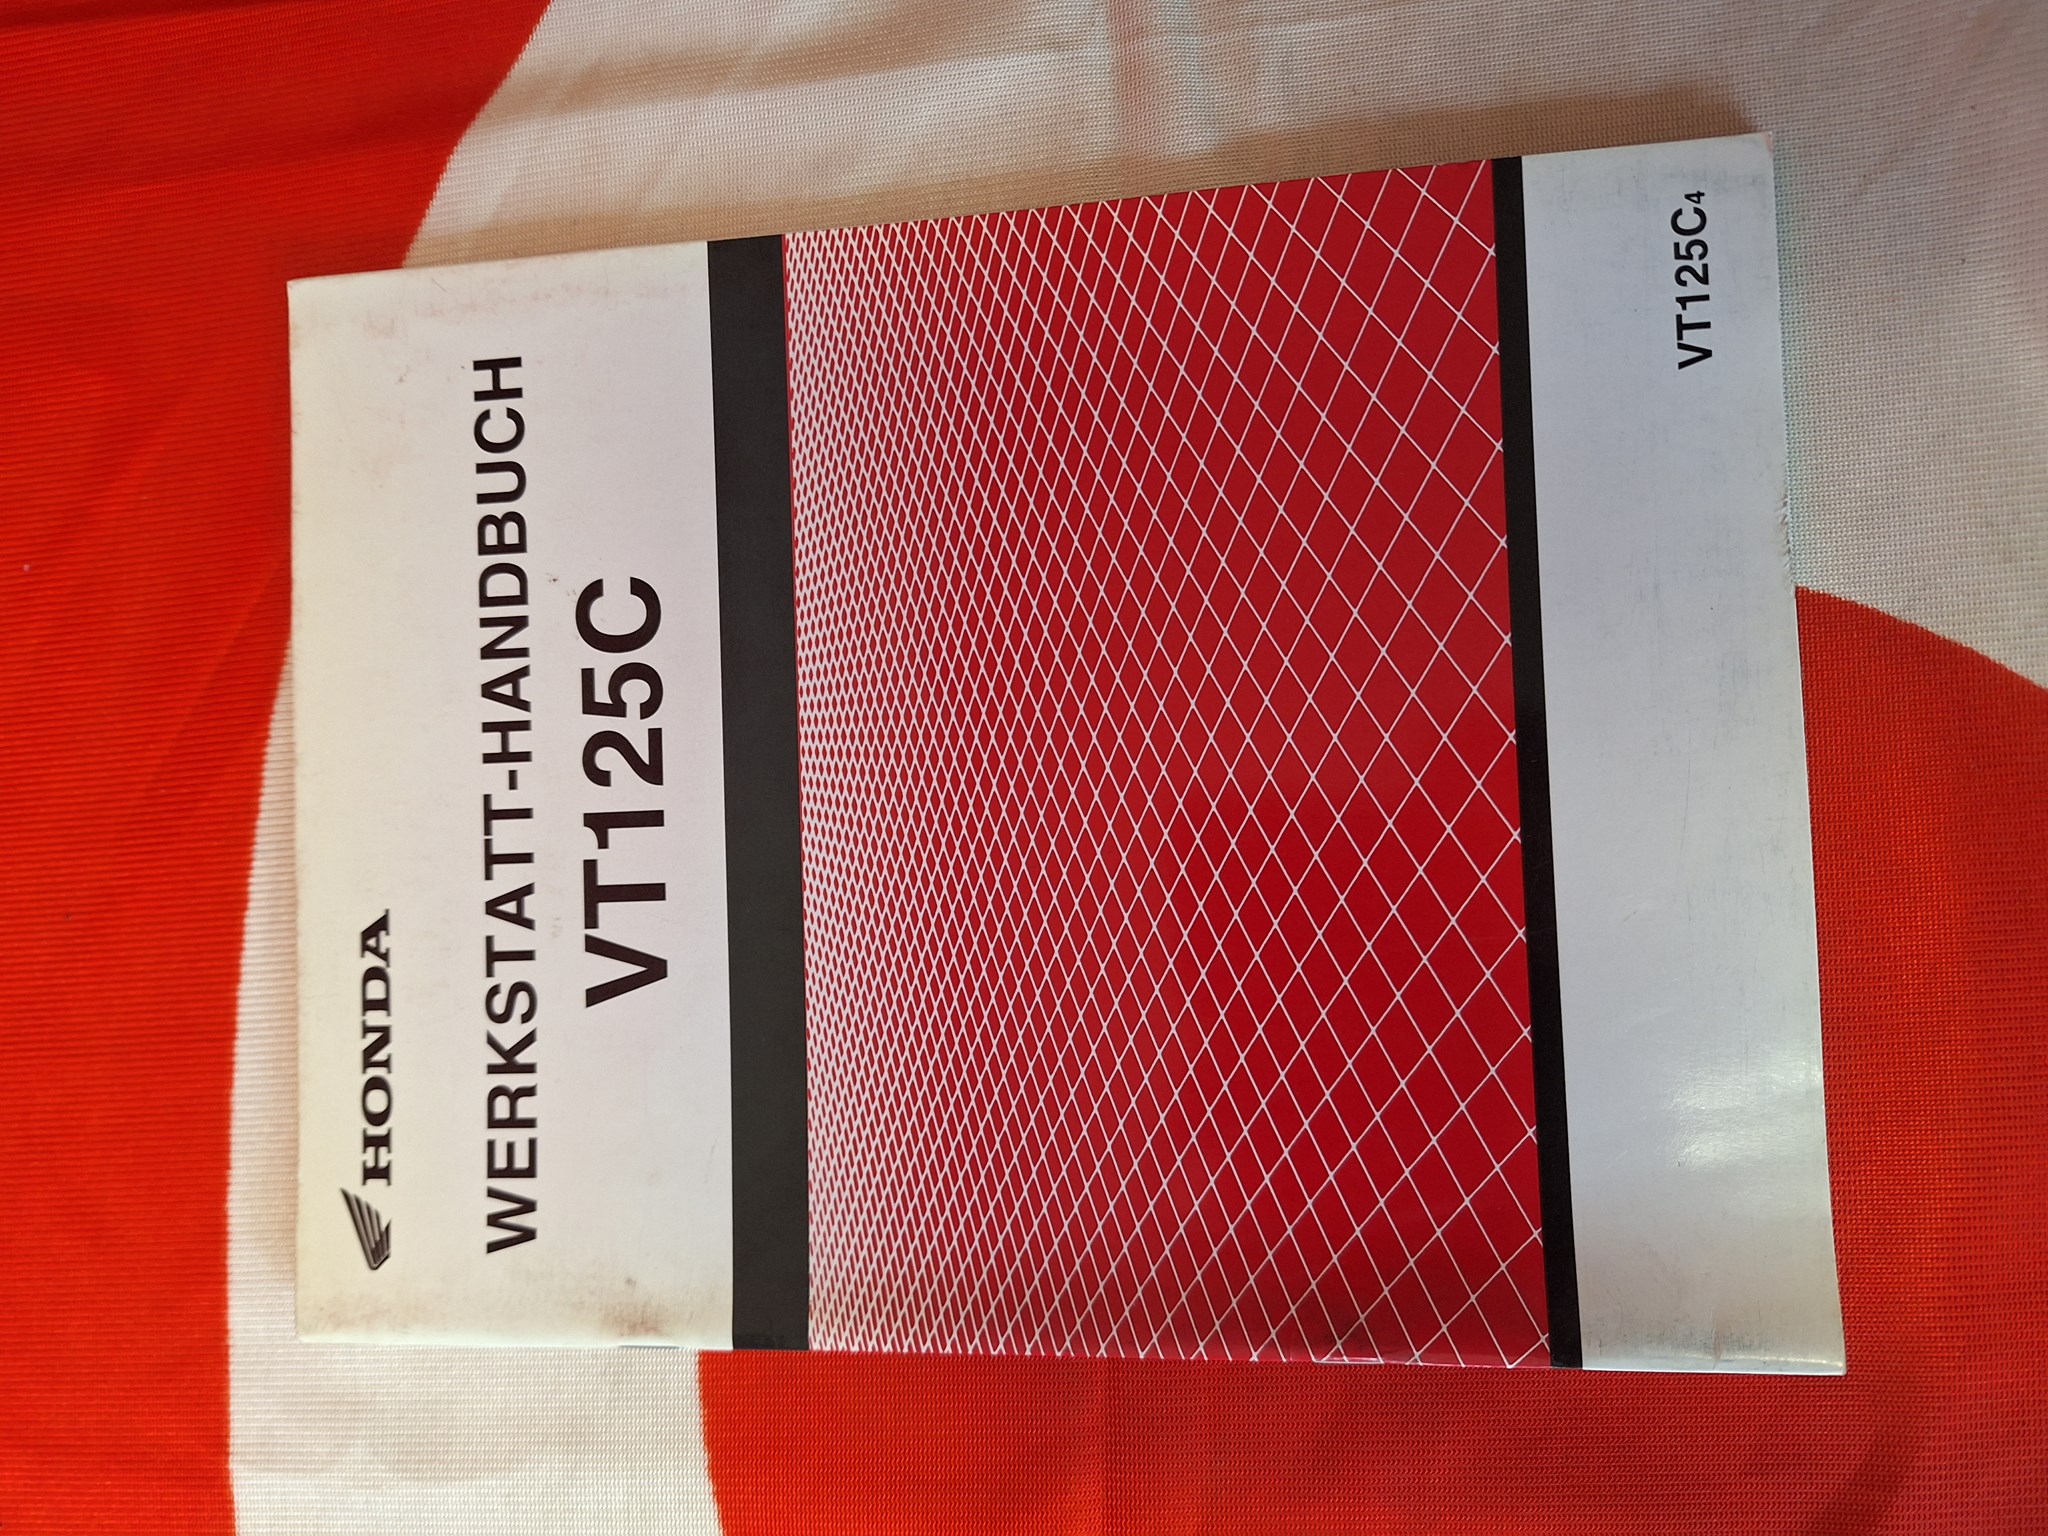 HONDA
WERKSTATT-HANDBUCH
VT125C
VT125C4